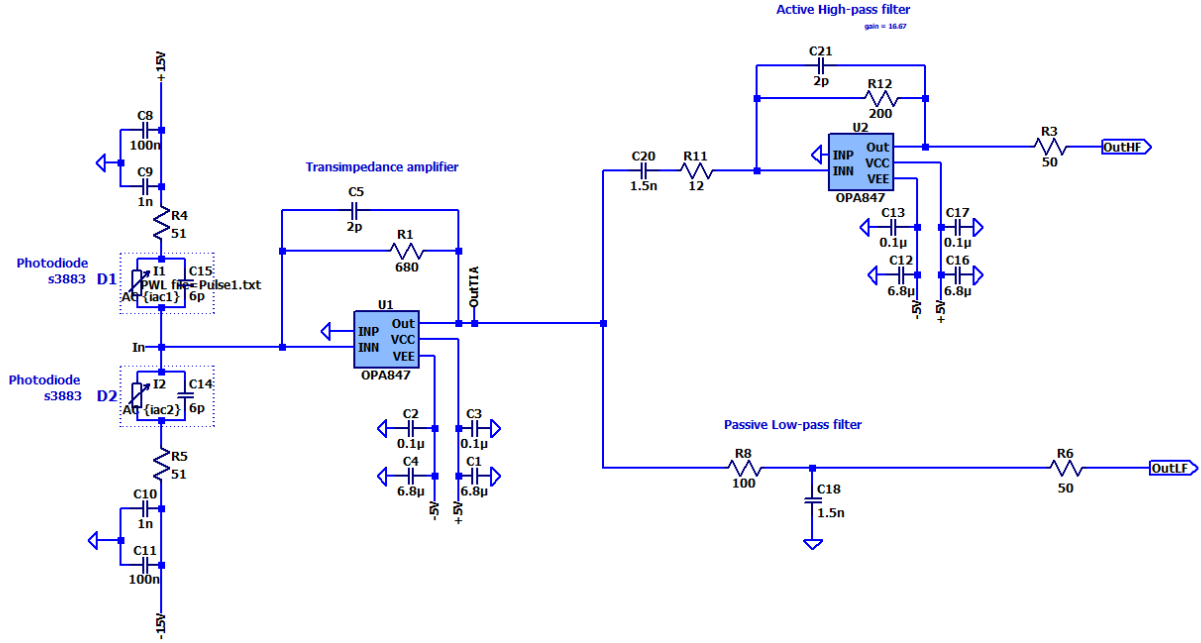 Active High-pass filter
gain = 16.67
+15V
C8
100n
C9
1n
R4
51
Photodiode
s3883
D1
I1
PWL file=Pulse1.txt
AC {iac1}
C15
6p
In
Photodiode
s3883
D2
I2
AC {iac2}
C14
6p
R5
51
C10
1n
C11
100n
-15V
Transimpedance amplifier
C5
2p
R1
680
OutTIA
U1
INP
INN
Out
VCC
VEE
OPA847
C2
0.1µ
C3
0.1µ
C4
6.8µ
C1
6.8µ
-5V
+5V
C21
2p
R12
200
C20
1.5n
R11
12
U2
INP
INN
Out
VCC
VEE
OPA847
R3
50
OutHF
C13
0.1µ
C17
0.1µ
C12
6.8µ
C16
6.8µ
-5V
+5V
Passive Low-pass filter
R8
100
C18
1.5n
R6
50
OutLF